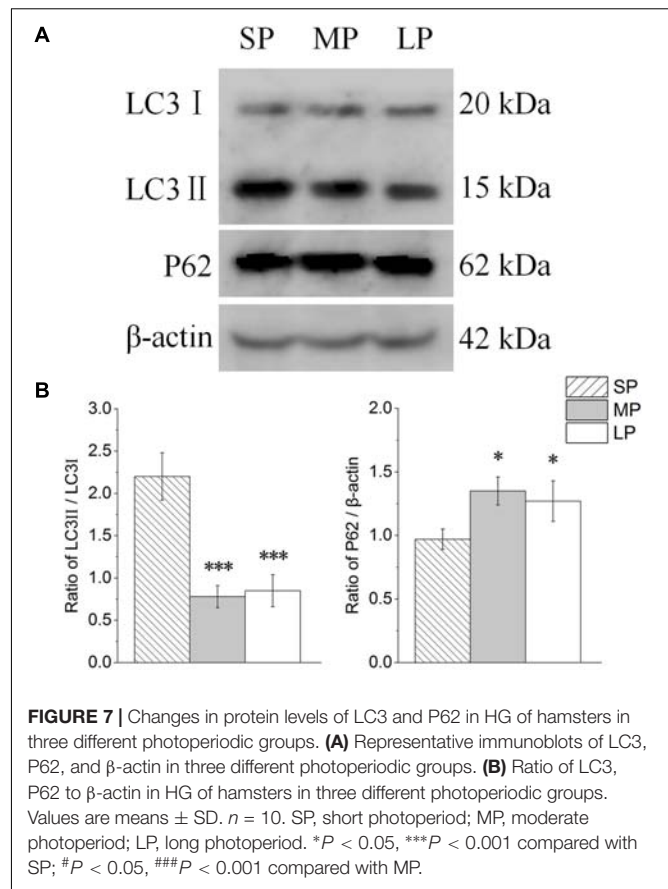 A
SP MP LP
LC3 Ⅰ 20 kDa
LC3 Ⅱ 15 kDa
P62 62 kDa
β-actin 42 kDa
B
SP
MP
LP
Ratio of LC3II / LC3I
3.0
2.5
2.0
1.5
1.0
0.5
0.0
*** ***
Ratio of P62 / β-actin
2.0
1.5
1.0
0.5
0.0
* *
FIGURE 7 | Changes in protein levels of LC3 and P62 in HG of hamsters in
three different photoperiodic groups. (A) Representative immunoblots of LC3,
P62, and β-actin in three different photoperiodic groups. (B) Ratio of LC3,
P62 to β-actin in HG of hamsters in three different photoperiodic groups.
Values are means ± SD. n = 10. SP, short photoperiod; MP, moderate
photoperiod; LP, long photoperiod. *P < 0.05, ***P < 0.001 compared with
SP; #P < 0.05, ###P < 0.001 compared with MP.